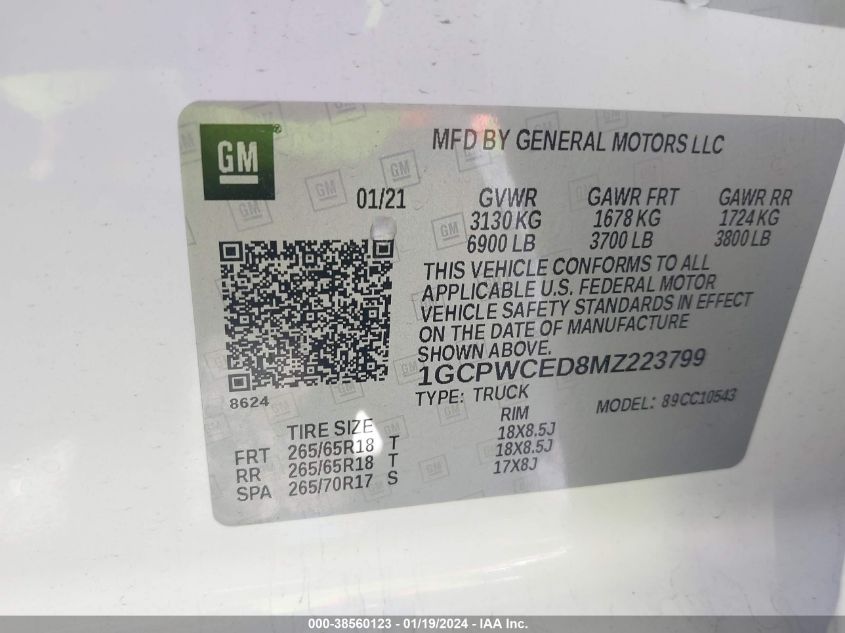 GM
MFD BY GENERAL MOTORS LLC
01/21 GVWR GAWR FRT GAWR RR
3130 KG 1678 KG 1724 KG
6900 LB 3700 LB 3800 LB
THIS VEHICLE CONFORMS TO ALL
APPLICABLE U.S. FEDERAL MOTOR
VEHICLE SAFETY STANDARDS IN EFFECT
ON THE DATE OF MANUFACTURE
SHOWN ABOVE.
1GCPWCED8MZ223799
8624
TYPE: TRUCK MODEL: 89CC10543
TIRE SIZE RIM
FRT 265/65R18 T 18X8.5J
RR 265/65R18 T 18X8.5J
SPA 265/70R17 S 17X8J
000-38560123 - 01/19/2024 - IAA Inc.